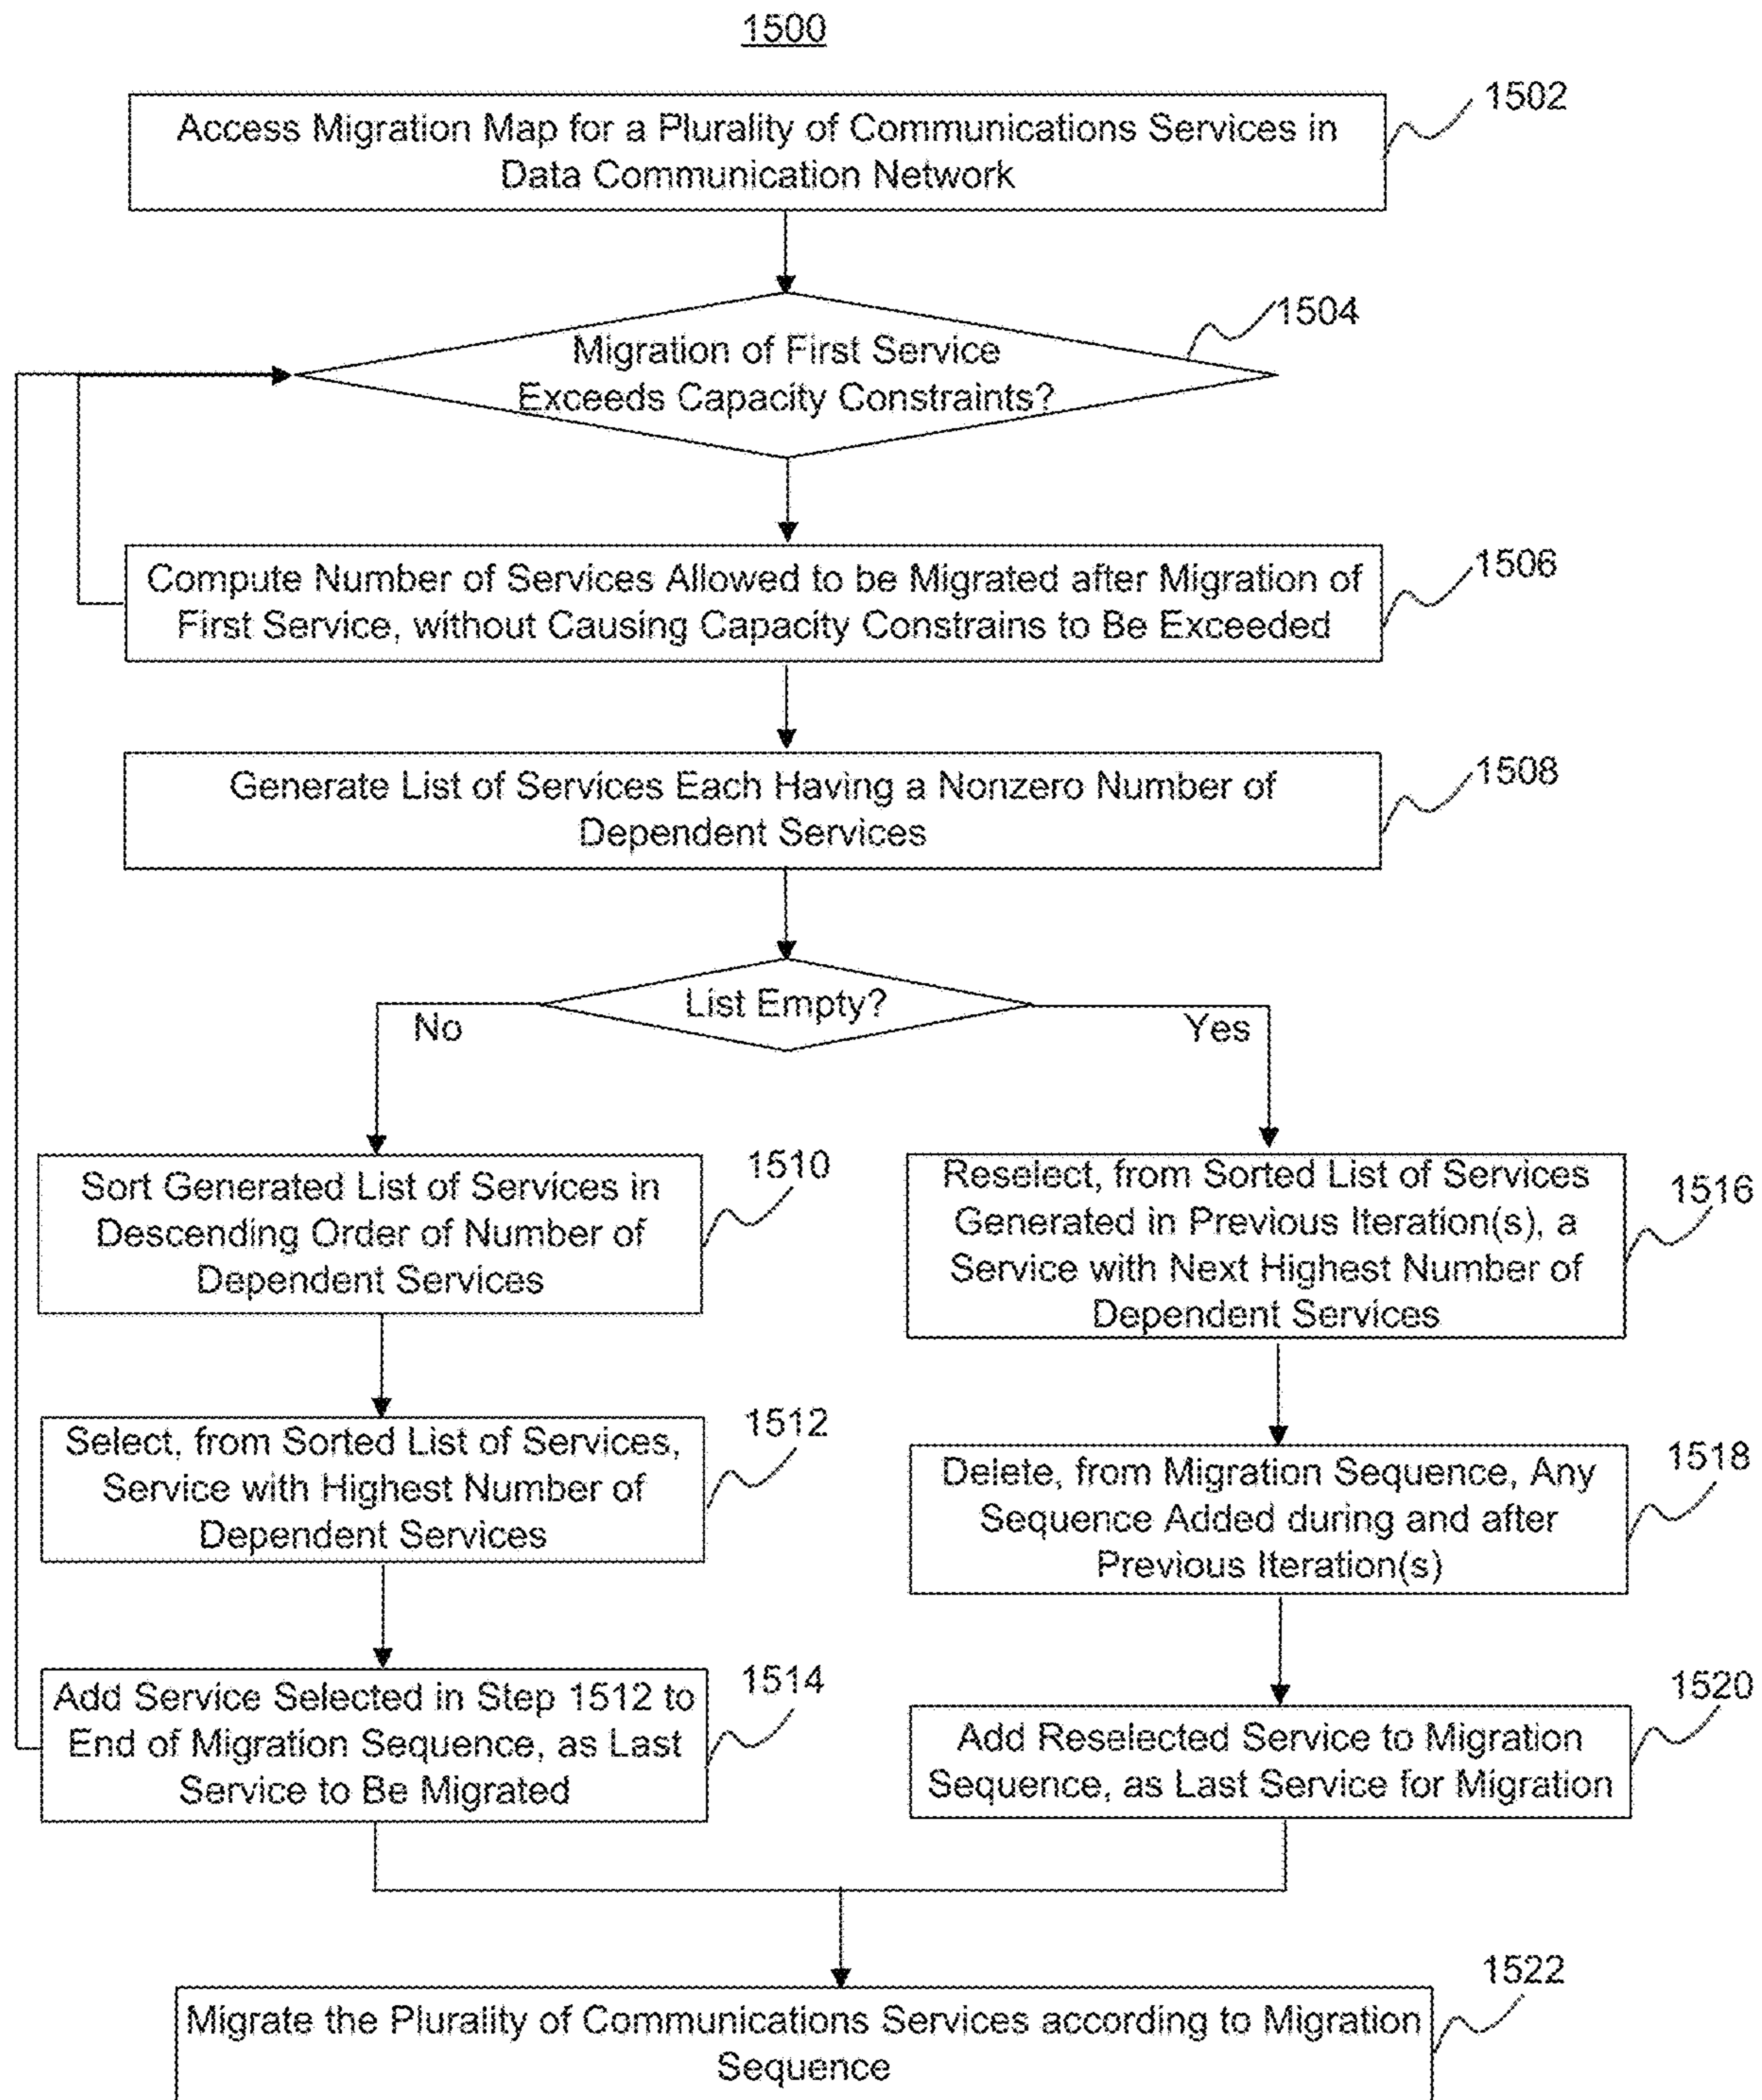 1500
1502
Access Migration Map for a Plurality of Communications Services in
Data Communication Network
1504
Migration of First Service
Exceeds Capacity Constraints?
1506
Compute Number of Services Allowed to be Migrated after Migration of
First Service, without Causing Capacity Constrains to Be Exceeded
1508
Generate List of Services Each Having a Nonzero Number of
Dependent Services
List Empty?
No
Yes
1510
Sort Generated List of Services in
Descending Order of Number of
Dependent Services
1516
Reselect, from Sorted List of Services
Generated in Previous Iteration(s), a
Service with Next Highest Number of
Dependent Services
1512
Select, from Sorted List of Services,
Service with Highest Number of
Dependent Services
1518
Delete, from Migration Sequence, Any
Sequence Added during and after
Previous Iteration(s)
1514
Add Service Selected in Step 1512 to
End of Migration Sequence, as Last
Service to Be Migrated
1520
Add Reselected Service to Migration
Sequence, as Last Service for Migration
1522
Migrate the Plurality of Communications Services according to Migration
Sequence